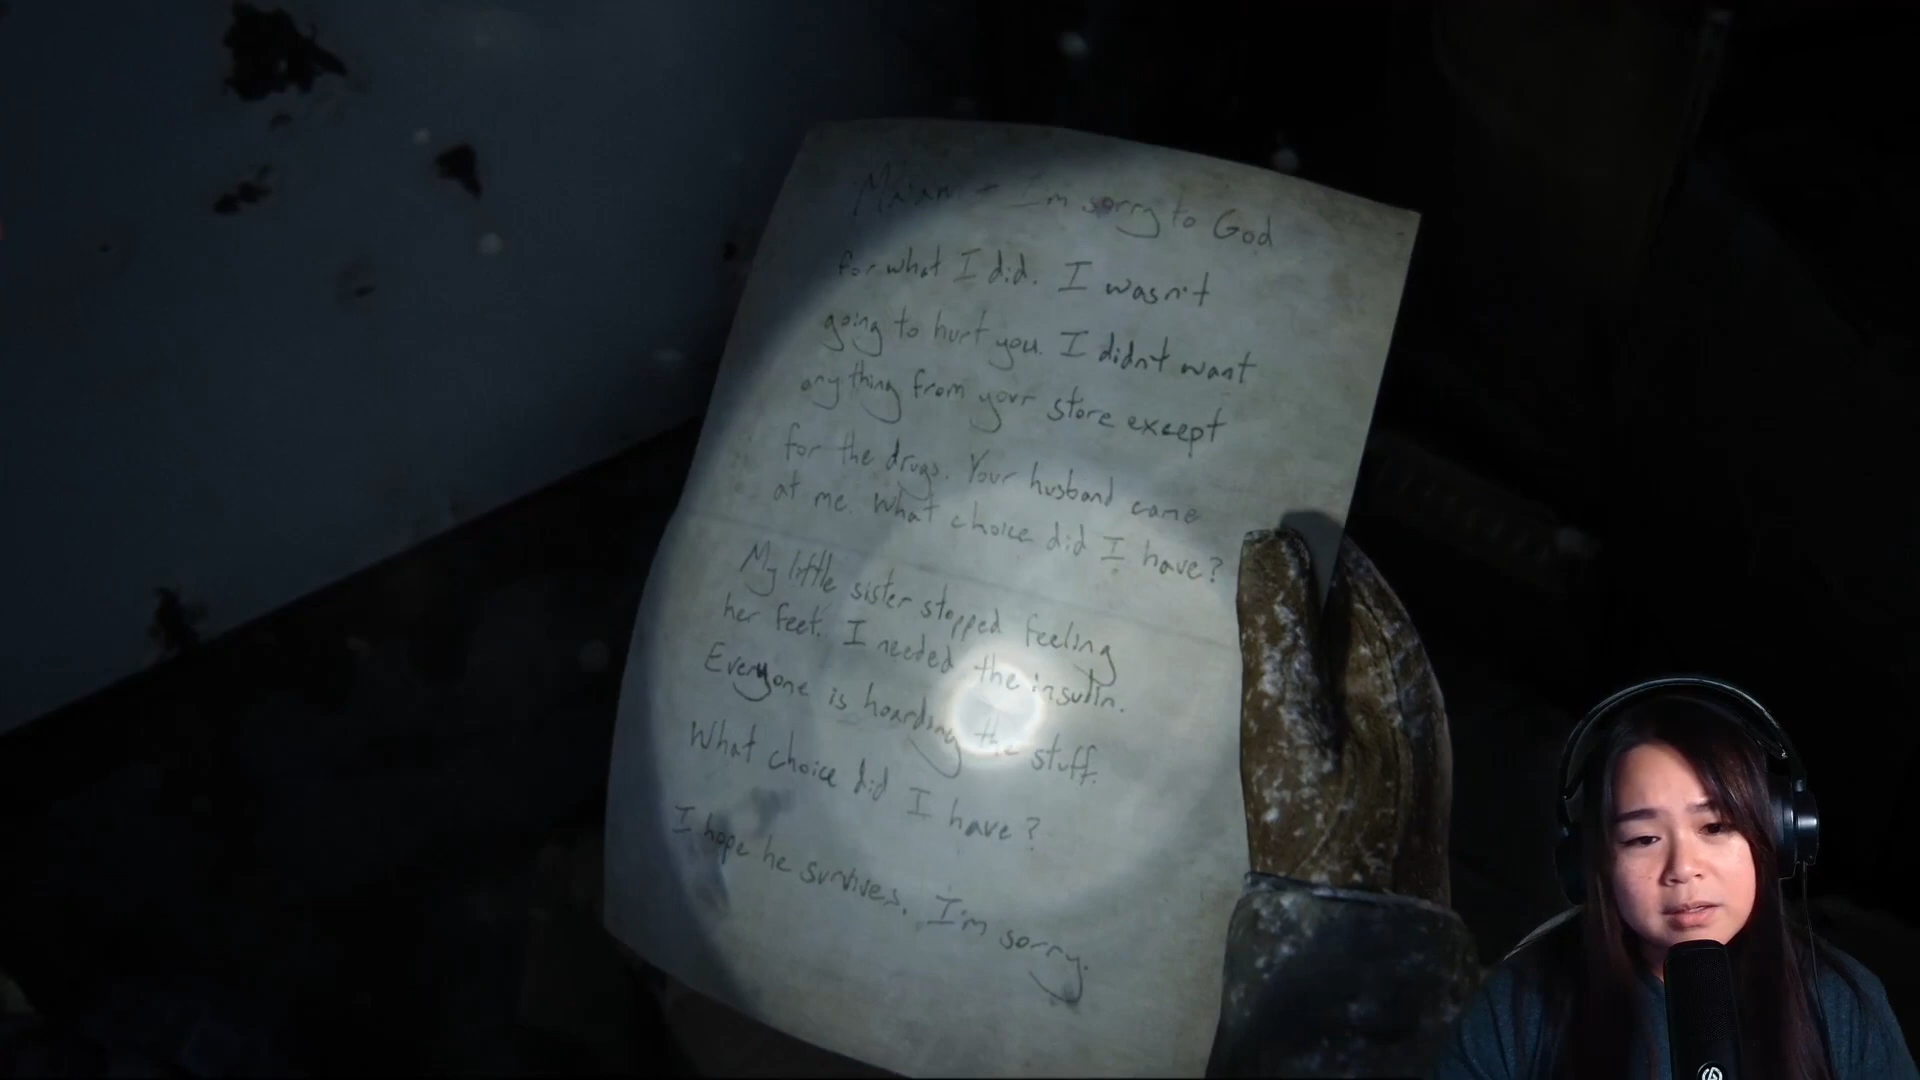 I'm sorry to God
for what I did. I wasn't
going to hurt you. I didn't want
anything from your store except
for the drugs. Your husband came
at me. What choice did I have?
My little sister stopped feeling
her feet. I needed the insulin.
Everyone is hoarding the stuff.
What choice did I have?
I hope he survives. I'm sorry.